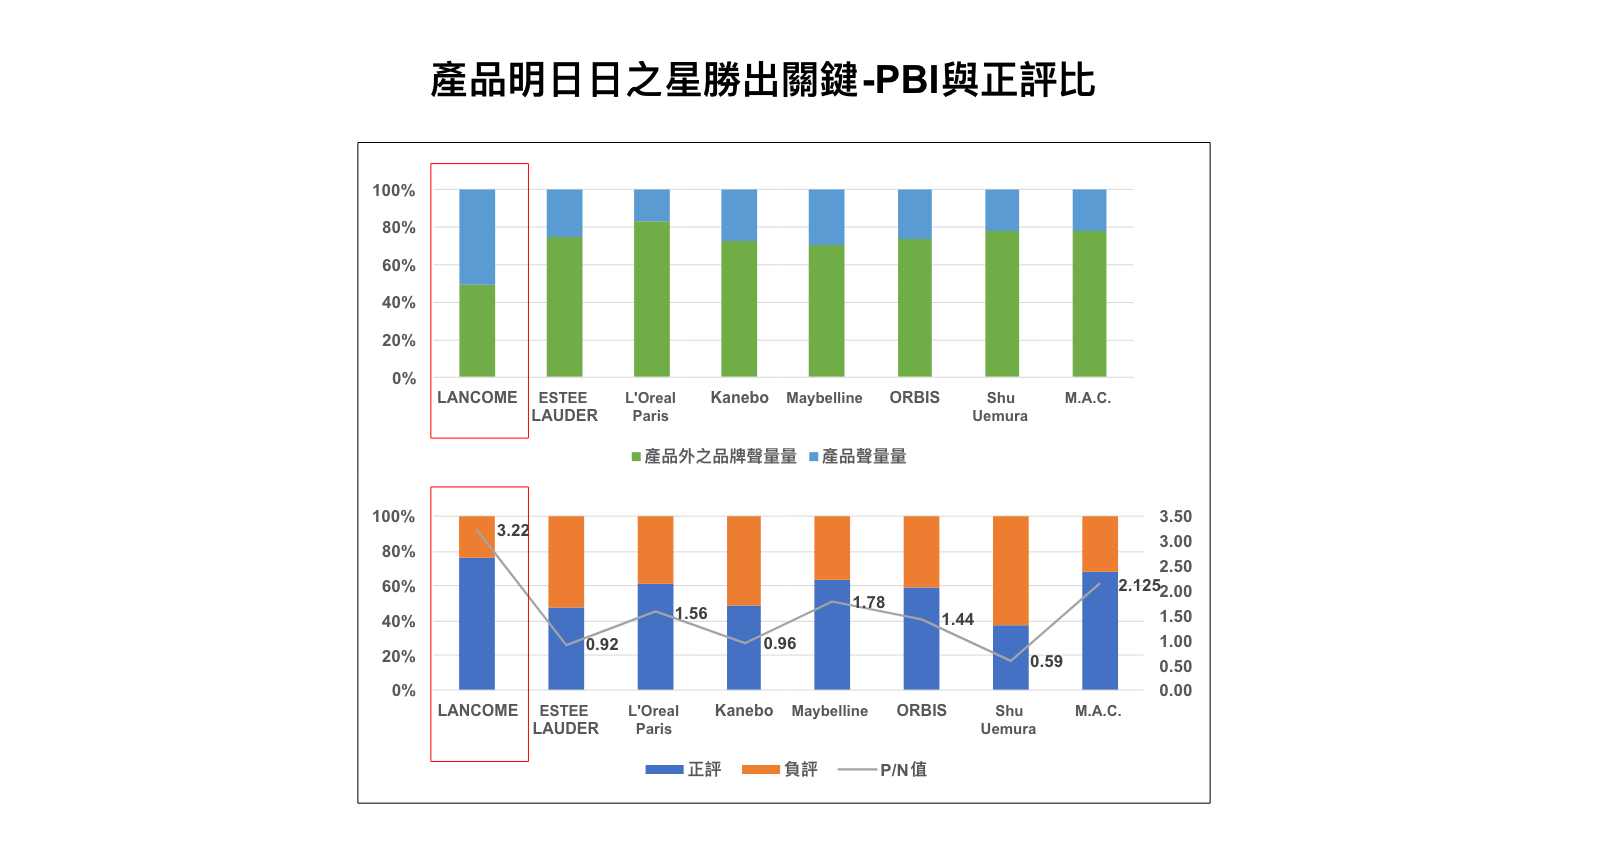 產品明日日之星勝出關鍵-PBI與正評比
100%
80%
60%
40%
20%
0%
LANCOME
ESTEE
LAUDER
L'Oreal
Paris
Kanebo
Maybelline
ORBIS
Shu
Uemura
M.A.C.
產品外之品牌聲量量
產品聲量量
100%
80%
60%
40%
20%
0%
3.50
3.00
2.50
2.00
1.50
1.00
0.50
0.00
3.22
0.92
1.56
0.96
1.78
1.44
0.59
2.125
LANCOME
ESTEE
LAUDER
L'Oreal
Paris
Kanebo
Maybelline
ORBIS
Shu
Uemura
M.A.C.
正評
負評
P/N值